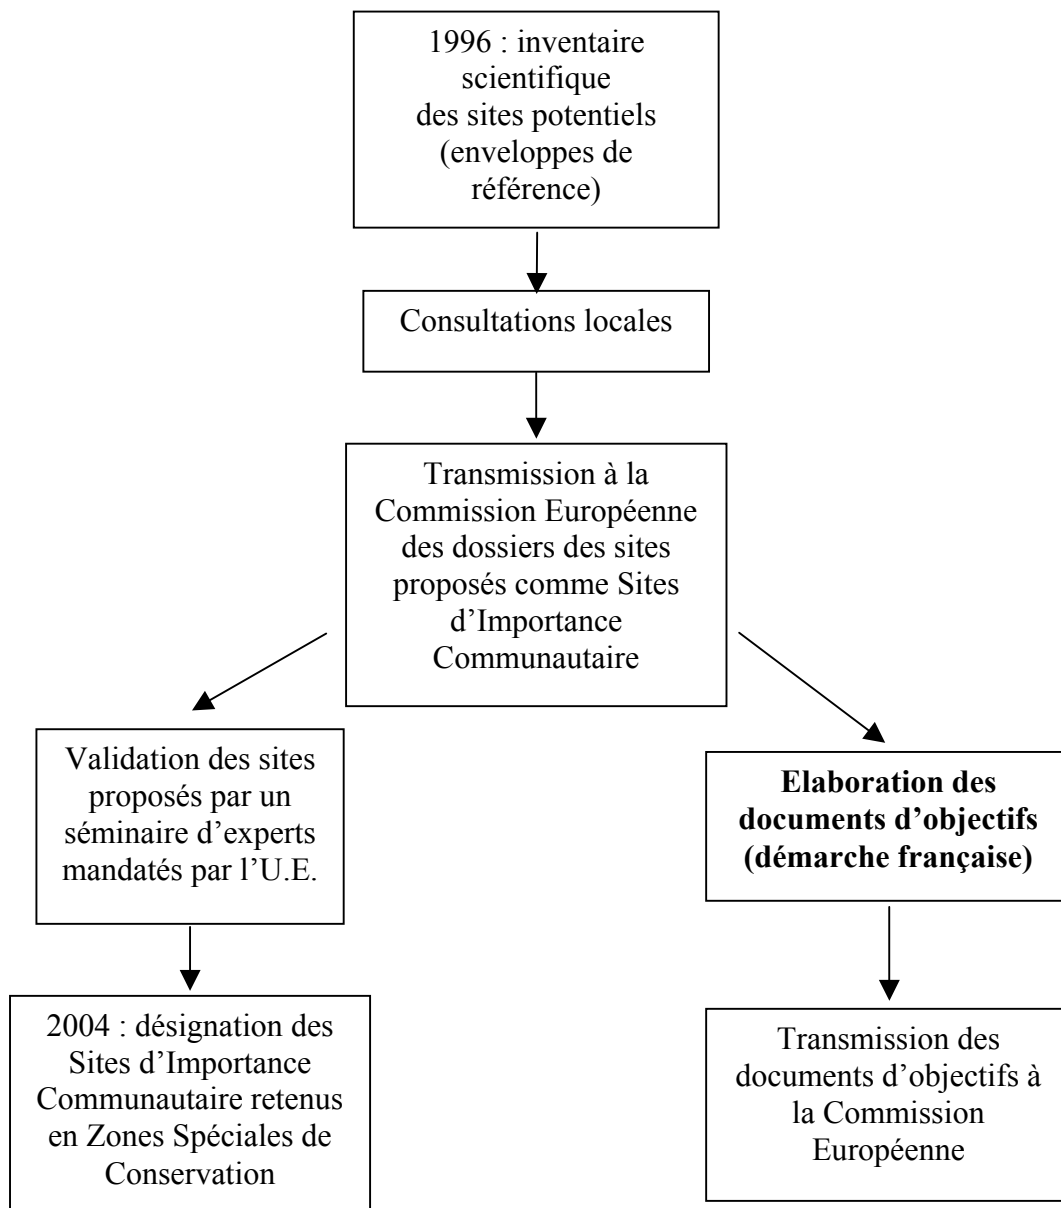 1996 : inventaire
scientifique
des sites potentiels
(enveloppes de
référence)
Consultations locales
Transmission à la
Commission Européenne
des dossiers des sites
proposés comme Sites
d’Importance
Communautaire
Validation des sites
proposés par un
séminaire d’experts
mandatés par l’U.E.
Elaboration des
documents d’objectifs
(démarche française)
2004 : désignation des
Sites d’Importance
Communautaire retenus
en Zones Spéciales de
Conservation
Transmission des
documents d’objectifs à
la Commission
Européenne